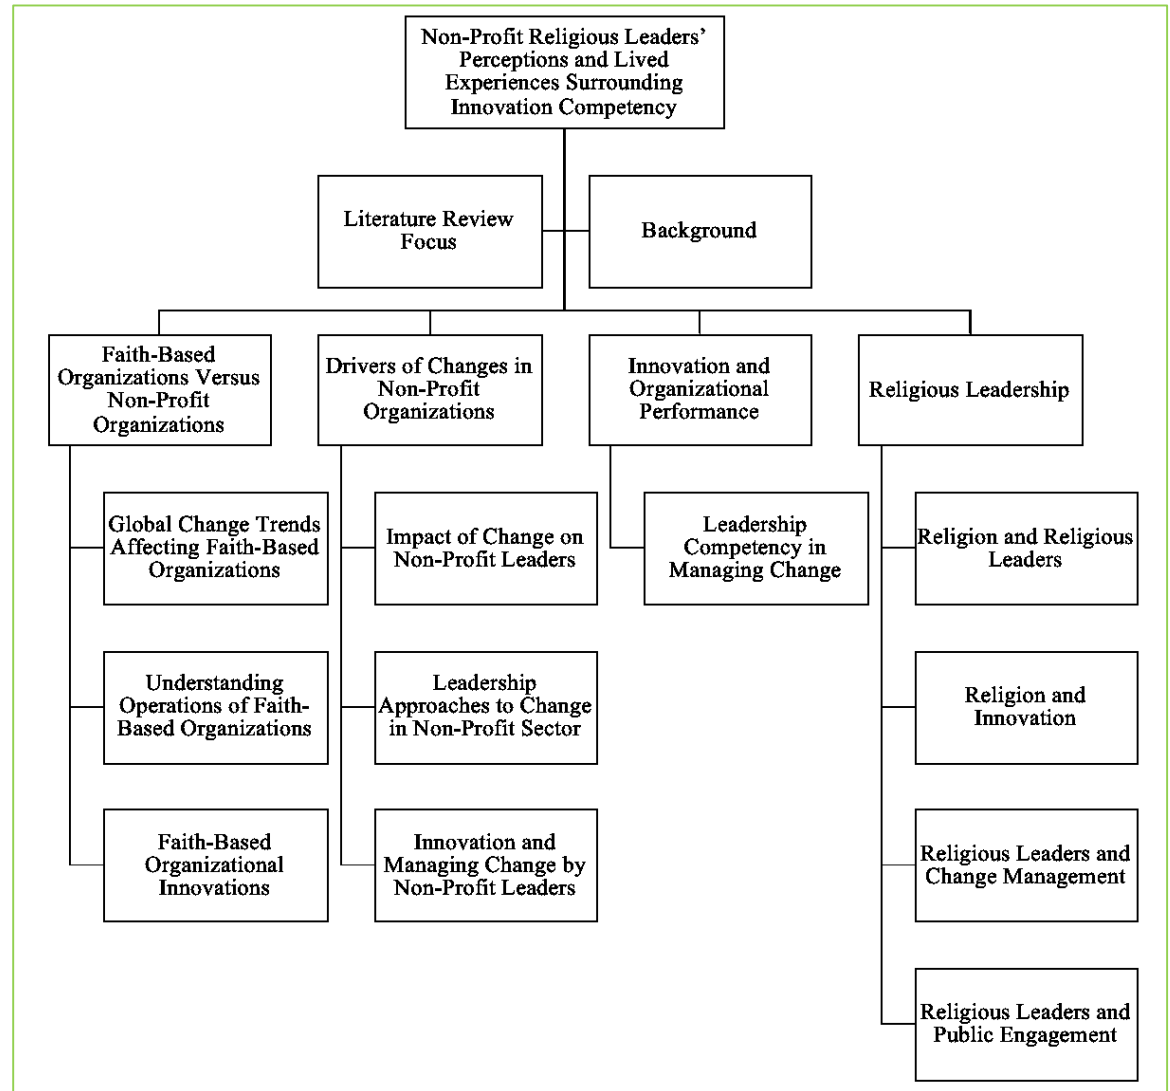 Non-Profit Religious Leaders’
Perceptions and Lived
Experiences Surrounding
Innovation Competency
Literature Review
Focus
Background
Faith-Based
Organizations Versus
Non-Profit
Organizations
Drivers of Changes in
Non-Profit
Organizations
Innovation and
Organizational
Performance
Religious Leadership
Global Change Trends
Affecting Faith-Based
Organizations
Understanding
Operations of Faith-
Based Organizations
Faith-Based
Organizational
Innovations
Impact of Change on
Non-Profit Leaders
Leadership
Approaches to Change
in Non-Profit Sector
Innovation and
Managing Change by
Non-Profit Leaders
Leadership
Competency in
Managing Change
Religion and Religious
Leaders
Religion and
Innovation
Religious Leaders and
Change Management
Religious Leaders and
Public Engagement